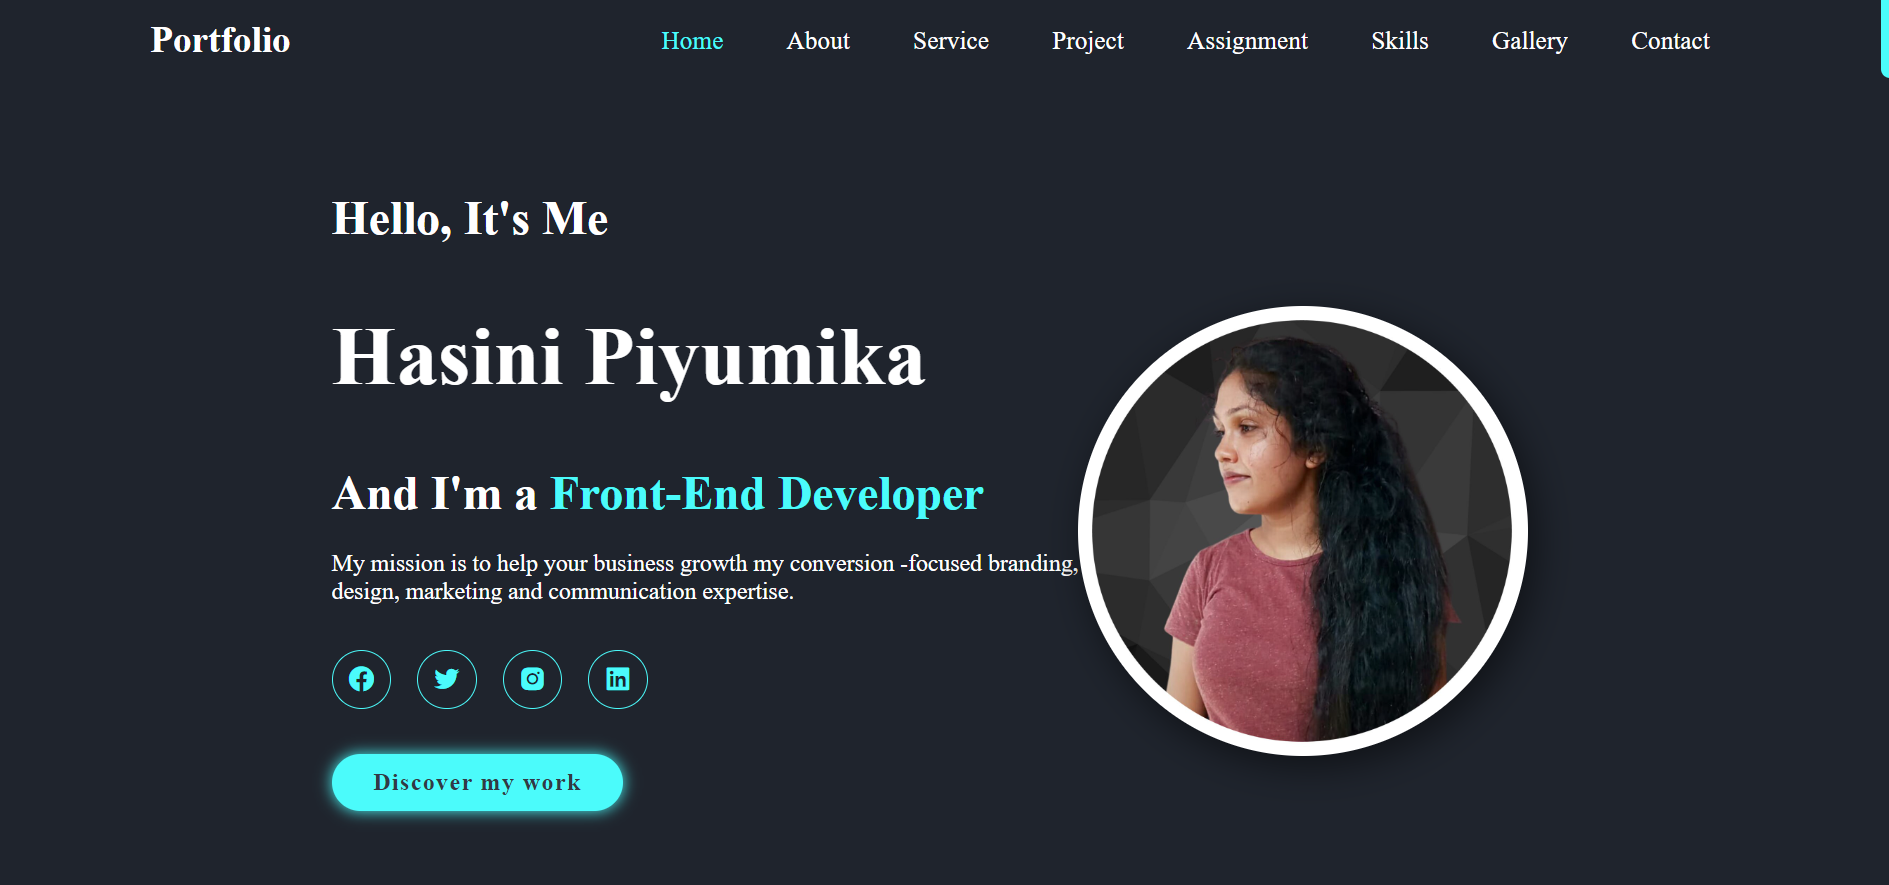 Portfolio
Home About Service Project Assignment Skills Gallery Contact
Hello, It's Me
Hasini Piyumika
And I'm a Front-End Developer
My mission is to help your business growth my conversion -focused branding,
design, marketing and communication expertise.
Discover my work